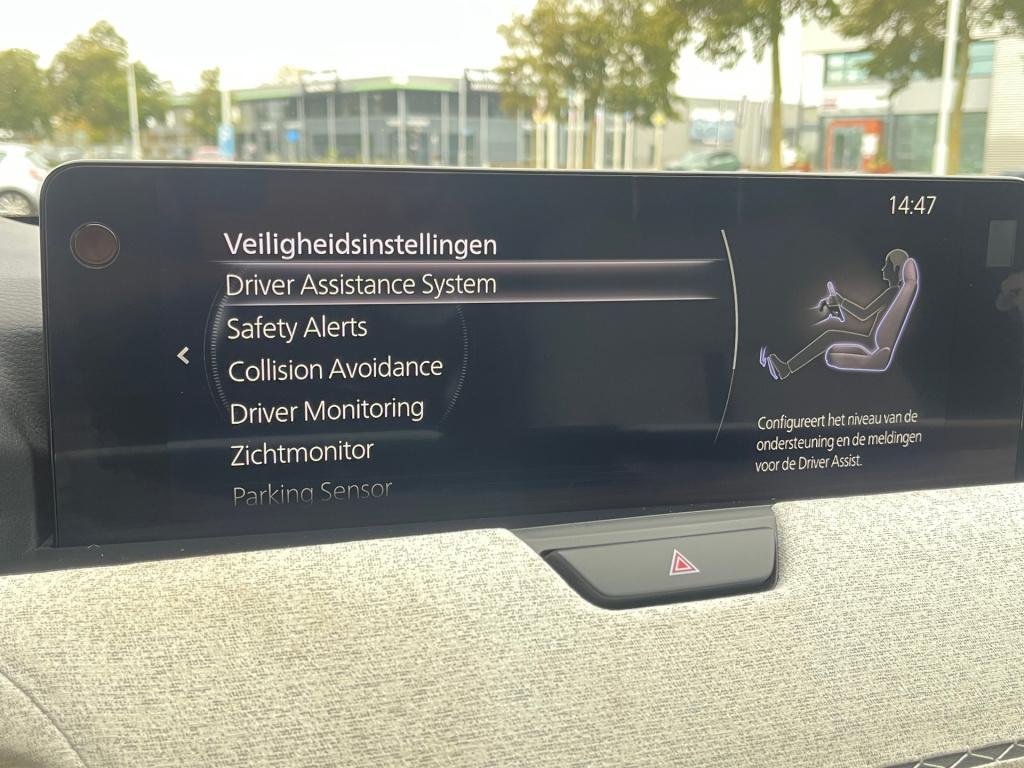 14:47
Veiligheidsinstellingen
Driver Assistance System
Safety Alerts
Collision Avoidance
Driver Monitoring
Zichtmonitor
Parking Sensor
Configureert het niveau van de
ondersteuning en de meldingen
voor de Driver Assist.